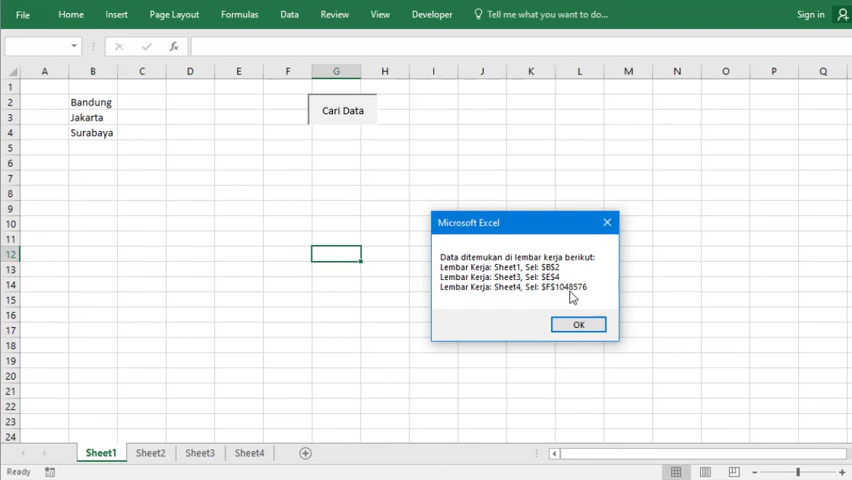 File Home Insert Page Layout Formulas Data Review View Developer Tell me what you want to do... Sign in
fx
A B C D E F G H I J K L M N O P Q
1
2 Bandung Cari Data
3 Jakarta
4 Surabaya
5
6
7
8
9
10 Microsoft Excel
11
12 Data ditemukan di lembar kerja berikut:
13 Lembar Kerja: Sheet1, Sel: $B$2
Lembar Kerja: Sheet3, Sel: $E$4
14 Lembar Kerja: Sheet4, Sel: $F$1048576
15
16
17 OK
18
19
20
21
22
23
24
Sheet1 Sheet2 Sheet3 Sheet4
Ready